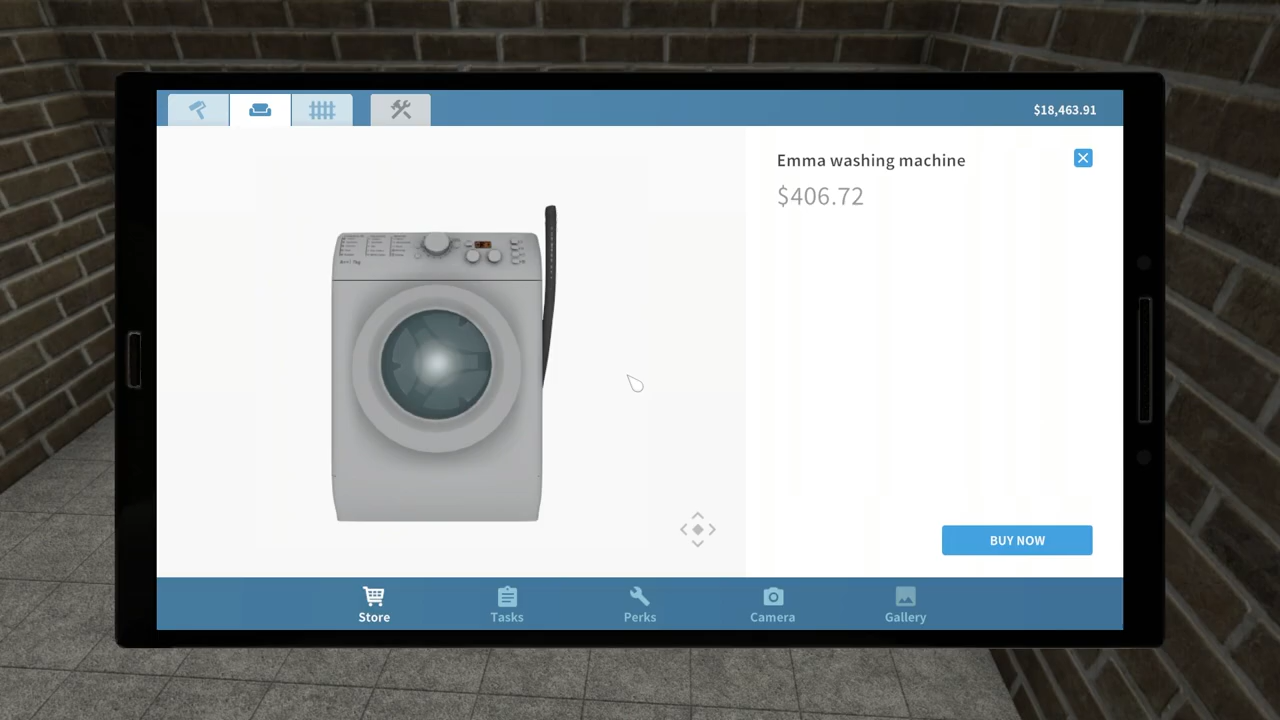 $18,463.91
Emma washing machine
$406.72
BUY NOW
Store
Tasks
Perks
Camera
Gallery